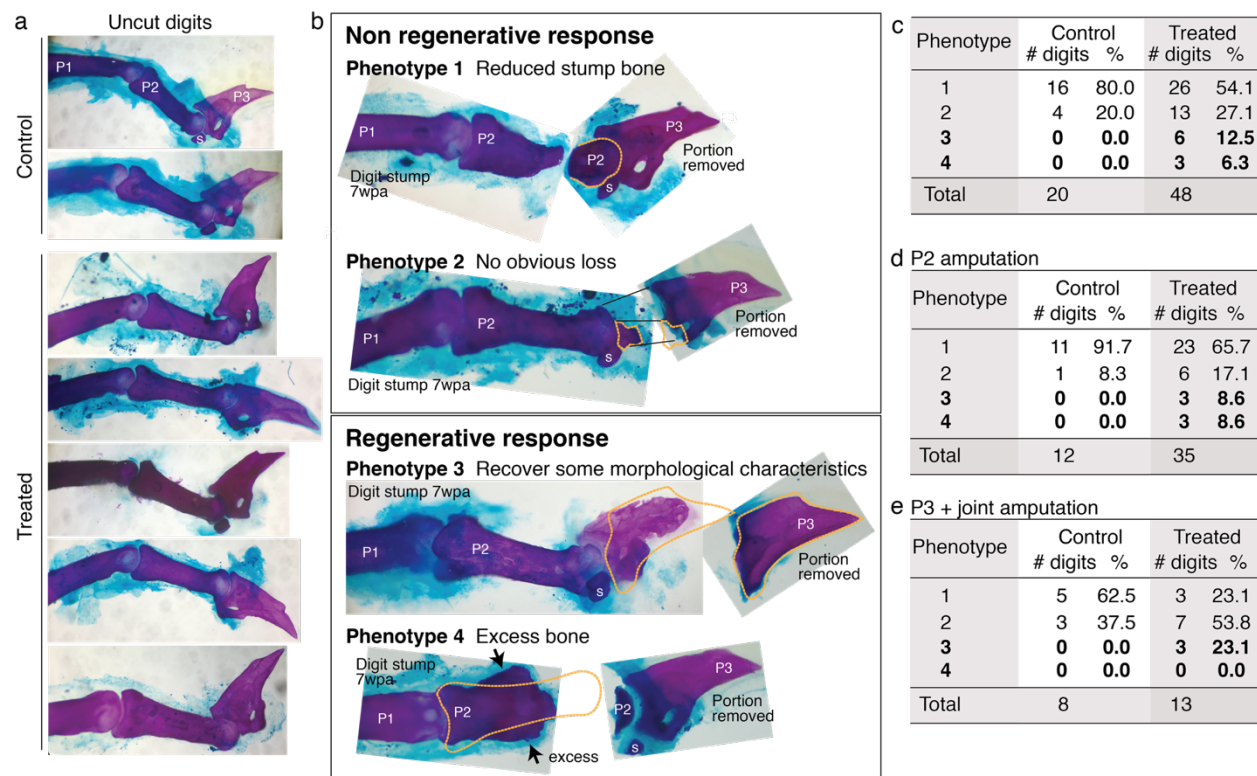 a
Uncut digits
Control
P1
P2
P3
s
Treated
b
Non regenerative response
Phenotype 1 Reduced stump bone
P1
P2
Digit stump
7wpa
P2
P3
s
Portion
removed
Phenotype 2 No obvious loss
P1
P2
s
Digit stump 7wpa
P3
Portion
removed
Regenerative response
Phenotype 3 Recover some morphological characteristics
Digit stump 7wpa
P1
P2
s
P3
Portion
removed
Phenotype 4 Excess bone
Digit stump
7wpa
P1
P2
excess
P2
s
P3
Portion
removed
c
Phenotype Control Treated
# digits % # digits %
1 16 80.0 26 54.1
2 4 20.0 13 27.1
3 0 0.0 6 12.5
4 0 0.0 3 6.3
Total 20 48
d P2 amputation
Phenotype Control Treated
# digits % # digits %
1 11 91.7 23 65.7
2 1 8.3 6 17.1
3 0 0.0 3 8.6
4 0 0.0 3 8.6
Total 12 35
e P3 + joint amputation
Phenotype Control Treated
# digits % # digits %
1 5 62.5 3 23.1
2 3 37.5 7 53.8
3 0 0.0 3 23.1
4 0 0.0 0 0.0
Total 8 13